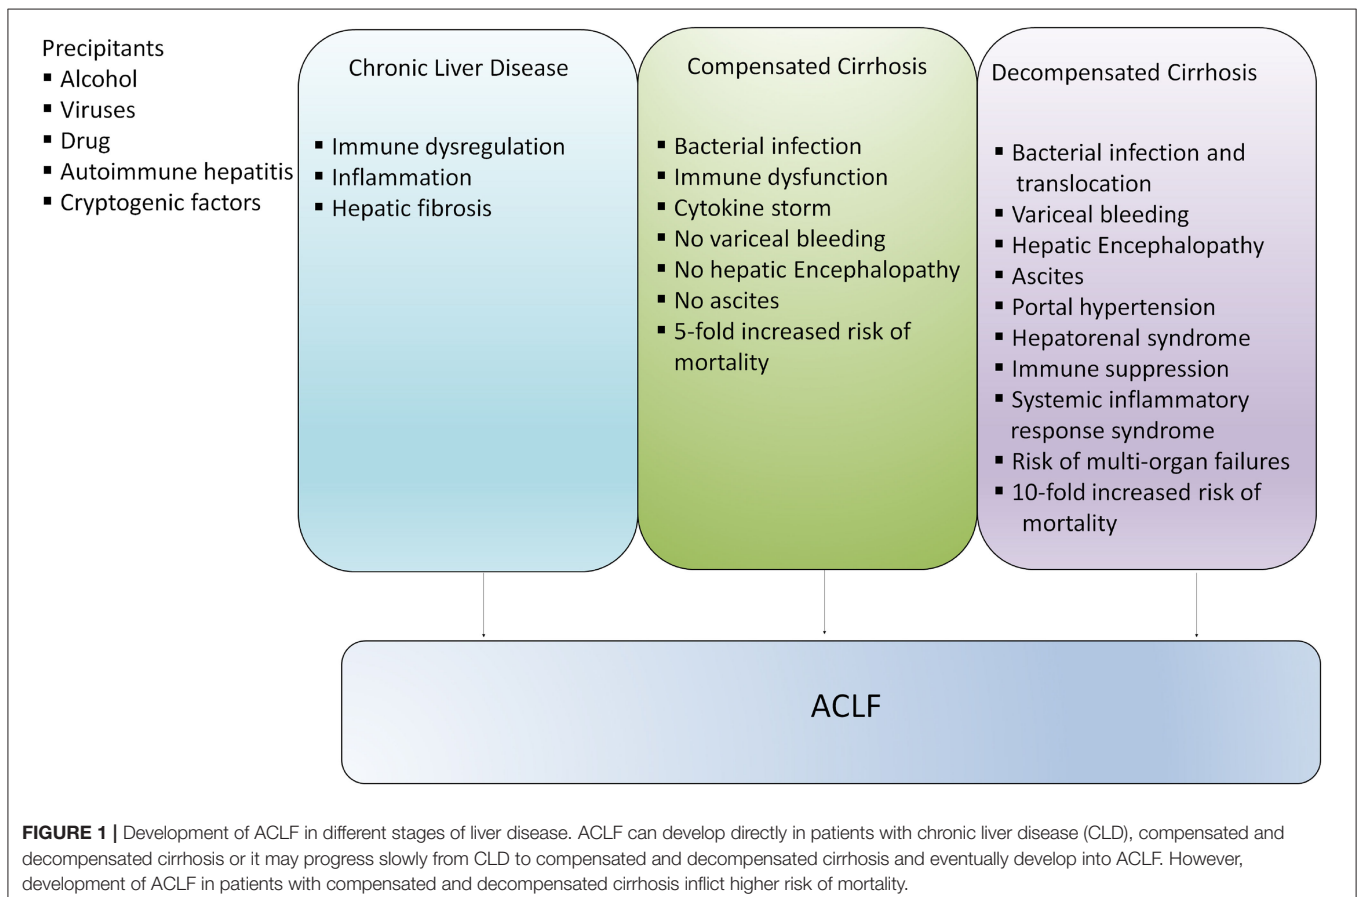 Precipitants
▪ Alcohol
▪ Viruses
▪ Drug
▪ Autoimmune hepatitis
▪ Cryptogenic factors
Chronic Liver Disease
▪ Immune dysregulation
▪ Inflammation
▪ Hepatic fibrosis
Compensated Cirrhosis
▪ Bacterial infection
▪ Immune dysfunction
▪ Cytokine storm
▪ No variceal bleeding
▪ No hepatic Encephalopathy
▪ No ascites
▪ 5-fold increased risk of
mortality
Decompensated Cirrhosis
▪ Bacterial infection and
translocation
▪ Variceal bleeding
▪ Hepatic Encephalopathy
▪ Ascites
▪ Portal hypertension
▪ Hepatorenal syndrome
▪ Immune suppression
▪ Systemic inflammatory
response syndrome
▪ Risk of multi-organ failures
▪ 10-fold increased risk of
mortality
ACLF
FIGURE 1 | Development of ACLF in different stages of liver disease. ACLF can develop directly in patients with chronic liver disease (CLD), compensated and
decompensated cirrhosis or it may progress slowly from CLD to compensated and decompensated cirrhosis and eventually develop into ACLF. However,
development of ACLF in patients with compensated and decompensated cirrhosis inflict higher risk of mortality.